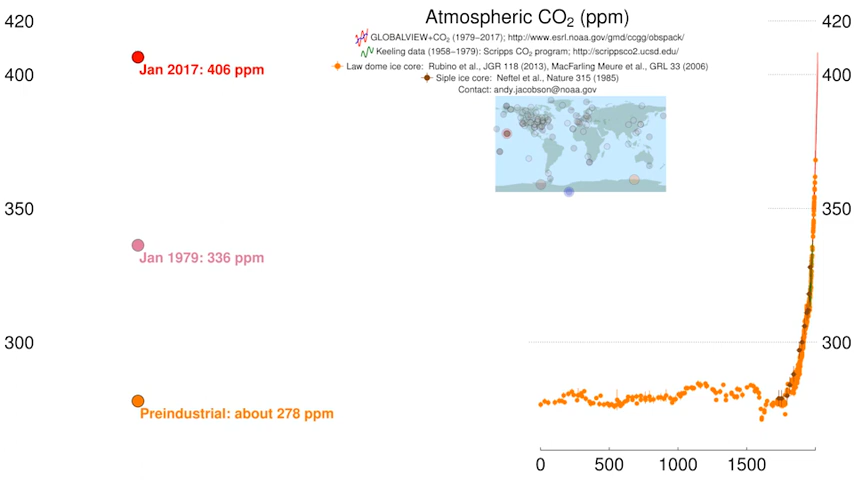 Atmospheric CO₂ (ppm)
GLOBALVIEW+CO₂ (1979−2017); http://www.esrl.noaa.gov/gmd/ccgg/obspack/
Keeling data (1958−1979): Scripps CO₂ program; http://scrippsco2.ucsd.edu/
Law dome ice core: Rubino et al., JGR 118 (2013), MacFarling Meure et al., GRL 33 (2006)
Siple ice core: Neftel et al., Nature 315 (1985)
Contact: andy.jacobson@noaa.gov
420 420
Jan 2017: 406 ppm
400 400
350 350
Jan 1979: 336 ppm
300 300
Preindustrial: about 278 ppm
0 500 1000 1500